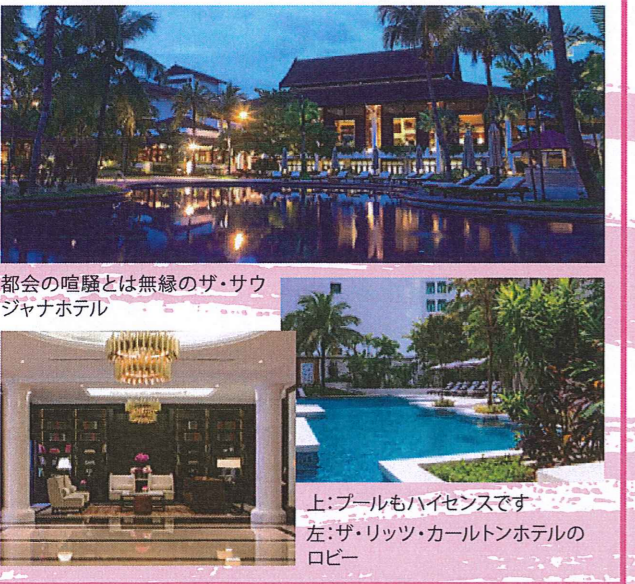 都会の喧騒とは無縁のザ・サウ
ジャナホテル
上:プールもハイセンスです
左:ザ・リッツ・カールトンホテルの
ロビー